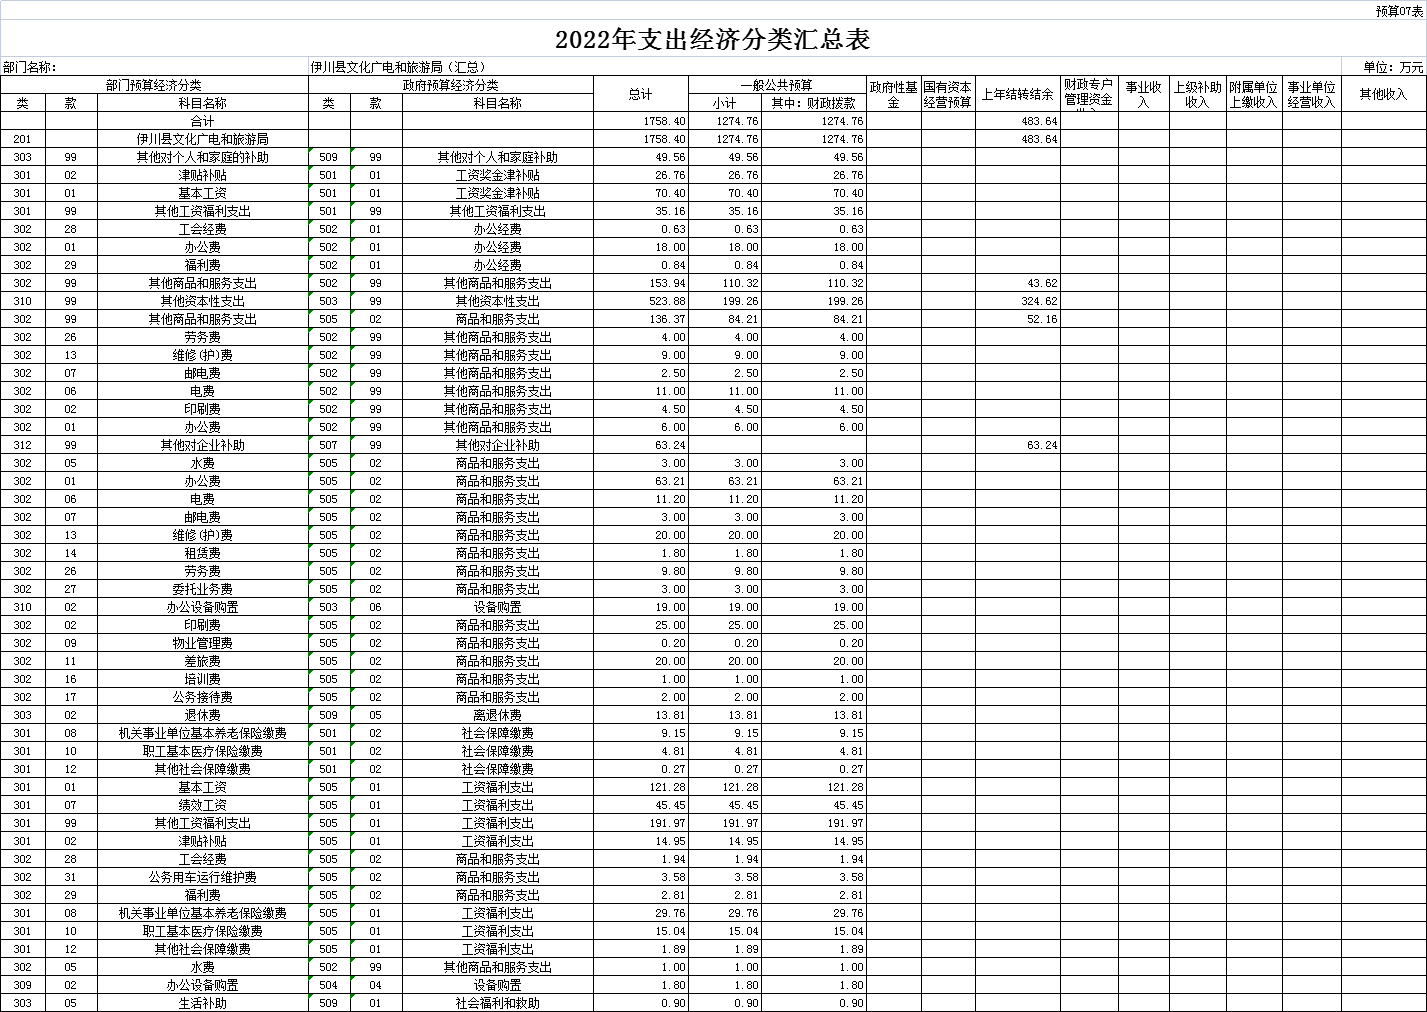 预算07表
2022年支出经济分类汇总表
部门名称： 伊川县文化广电和旅游局（汇总） 单位：万元
部门预算经济分类 政府预算经济分类 总计 一般公共预算 政府性基金 国有资本经营预算 上年结转结余 财政专户管理资金 事业收入 上级补助收入 附属单位上缴收入 事业单位经营收入 其他收入
类 款 科目名称 类 款 科目名称 小计 其中：财政拨款
合计 1758.40 1274.76 1274.76 483.64
201 伊川县文化广电和旅游局 1758.40 1274.76 1274.76 483.64
303 99 其他对个人和家庭的补助 509 99 其他对个人和家庭补助 49.56 49.56 49.56
301 02 津贴补贴 501 01 工资奖金津补贴 26.76 26.76 26.76
301 01 基本工资 501 01 工资奖金津补贴 70.40 70.40 70.40
301 99 其他工资福利支出 501 99 其他工资福利支出 35.16 35.16 35.16
302 28 工会经费 502 01 办公经费 0.63 0.63 0.63
302 01 办公费 502 01 办公经费 18.00 18.00 18.00
302 29 福利费 502 01 办公经费 0.84 0.84 0.84
302 99 其他商品和服务支出 502 99 其他商品和服务支出 153.94 110.32 110.32 43.62
310 99 其他资本性支出 503 99 其他资本性支出 523.88 199.26 199.26 324.62
302 99 其他商品和服务支出 505 02 商品和服务支出 136.37 84.21 84.21 52.16
302 26 劳务费 502 99 其他商品和服务支出 4.00 4.00 4.00
302 13 维修(护)费 502 99 其他商品和服务支出 9.00 9.00 9.00
302 07 邮电费 502 99 其他商品和服务支出 2.50 2.50 2.50
302 06 电费 502 99 其他商品和服务支出 11.00 11.00 11.00
302 02 印刷费 502 99 其他商品和服务支出 4.50 4.50 4.50
302 01 办公费 502 99 其他商品和服务支出 6.00 6.00 6.00
312 99 其他对企业补助 507 99 其他对企业补助 63.24 63.24
302 05 水费 505 02 商品和服务支出 3.00 3.00 3.00
302 01 办公费 505 02 商品和服务支出 63.21 63.21 63.21
302 06 电费 505 02 商品和服务支出 11.20 11.20 11.20
302 07 邮电费 505 02 商品和服务支出 3.00 3.00 3.00
302 13 维修(护)费 505 02 商品和服务支出 20.00 20.00 20.00
302 14 租赁费 505 02 商品和服务支出 1.80 1.80 1.80
302 26 劳务费 505 02 商品和服务支出 9.80 9.80 9.80
302 27 委托业务费 505 02 商品和服务支出 3.00 3.00 3.00
310 02 办公设备购置 503 06 设备购置 19.00 19.00 19.00
302 02 印刷费 505 02 商品和服务支出 25.00 25.00 25.00
302 09 物业管理费 505 02 商品和服务支出 0.20 0.20 0.20
302 11 差旅费 505 02 商品和服务支出 20.00 20.00 20.00
302 16 培训费 505 02 商品和服务支出 1.00 1.00 1.00
302 17 公务接待费 505 02 商品和服务支出 2.00 2.00 2.00
303 02 退休费 509 05 离退休费 13.81 13.81 13.81
301 08 机关事业单位基本养老保险缴费 501 02 社会保障缴费 9.15 9.15 9.15
301 10 职工基本医疗保险缴费 501 02 社会保障缴费 4.81 4.81 4.81
301 12 其他社会保障缴费 501 02 社会保障缴费 0.27 0.27 0.27
301 01 基本工资 505 01 工资福利支出 121.28 121.28 121.28
301 07 绩效工资 505 01 工资福利支出 45.45 45.45 45.45
301 99 其他工资福利支出 505 01 工资福利支出 191.97 191.97 191.97
301 02 津贴补贴 505 01 工资福利支出 14.95 14.95 14.95
302 28 工会经费 505 02 商品和服务支出 1.94 1.94 1.94
302 31 公务用车运行维护费 505 02 商品和服务支出 3.58 3.58 3.58
302 29 福利费 505 02 商品和服务支出 2.81 2.81 2.81
301 08 机关事业单位基本养老保险缴费 505 01 工资福利支出 29.76 29.76 29.76
301 10 职工基本医疗保险缴费 505 01 工资福利支出 15.04 15.04 15.04
301 12 其他社会保障缴费 505 01 工资福利支出 1.89 1.89 1.89
302 05 水费 502 99 其他商品和服务支出 1.00 1.00 1.00
309 02 办公设备购置 504 04 设备购置 1.80 1.80 1.80
303 05 生活补助 509 01 社会福利和救助 0.90 0.90 0.90